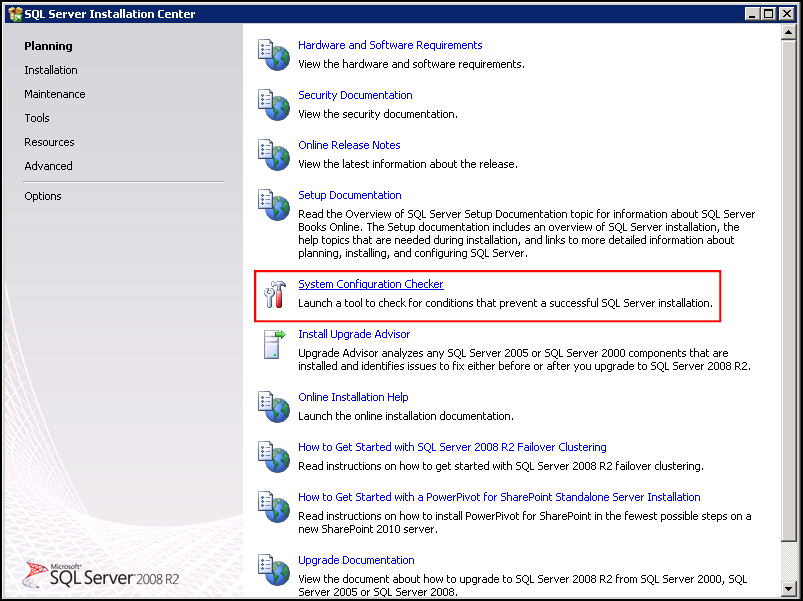 SQL Server Installation Center
Planning
Installation
Maintenance
Tools
Resources
Advanced
Options
Hardware and Software Requirements
View the hardware and software requirements.
Security Documentation
View the security documentation.
Online Release Notes
View the latest information about the release.
Setup Documentation
Read the Overview of SQL Server Setup Documentation topic for information about SQL Server
Books Online. The Setup documentation includes an overview of SQL Server installation, the
help topics that are needed during installation, and links to more detailed information about
planning, installing, and configuring SQL Server.
System Configuration Checker
Launch a tool to check for conditions that prevent a successful SQL Server installation.
Install Upgrade Advisor
Upgrade Advisor analyzes any SQL Server 2005 or SQL Server 2000 components that are
installed and identifies issues to fix either before or after you upgrade to SQL Server 2008 R2.
Online Installation Help
Launch the online installation documentation.
How to Get Started with SQL Server 2008 R2 Failover Clustering
Read instructions on how to get started with SQL Server 2008 R2 failover clustering.
How to Get Started with a PowerPivot for SharePoint Standalone Server Installation
Read instructions on how to install PowerPivot for SharePoint in the fewest possible steps on a
new SharePoint 2010 server.
Upgrade Documentation
View the document about how to upgrade to SQL Server 2008 R2 from SQL Server 2000, SQL
Server 2005 or SQL Server 2008.
Microsoft®
SQL Server 2008 R2